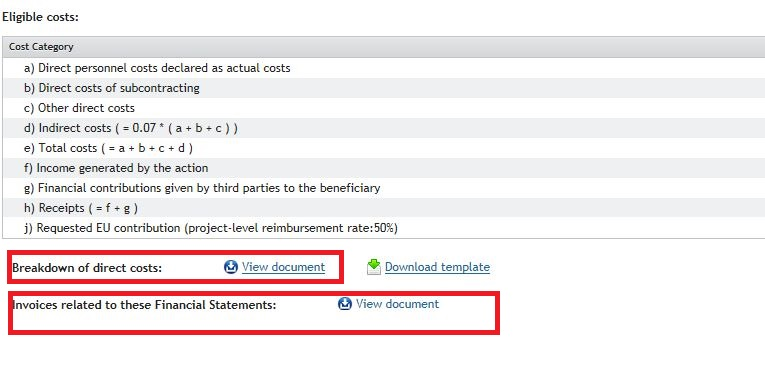 Eligible costs:
Cost Category
a) Direct personnel costs declared as actual costs
b) Direct costs of subcontracting
c) Other direct costs
d) Indirect costs ( = 0.07 * ( a + b + c ) )
e) Total costs ( = a + b + c + d )
f) Income generated by the action
g) Financial contributions given by third parties to the beneficiary
h) Receipts ( = f + g )
j) Requested EU contribution (project-level reimbursement rate:50%)
Breakdown of direct costs: View document Download template
Invoices related to these Financial Statements: View document